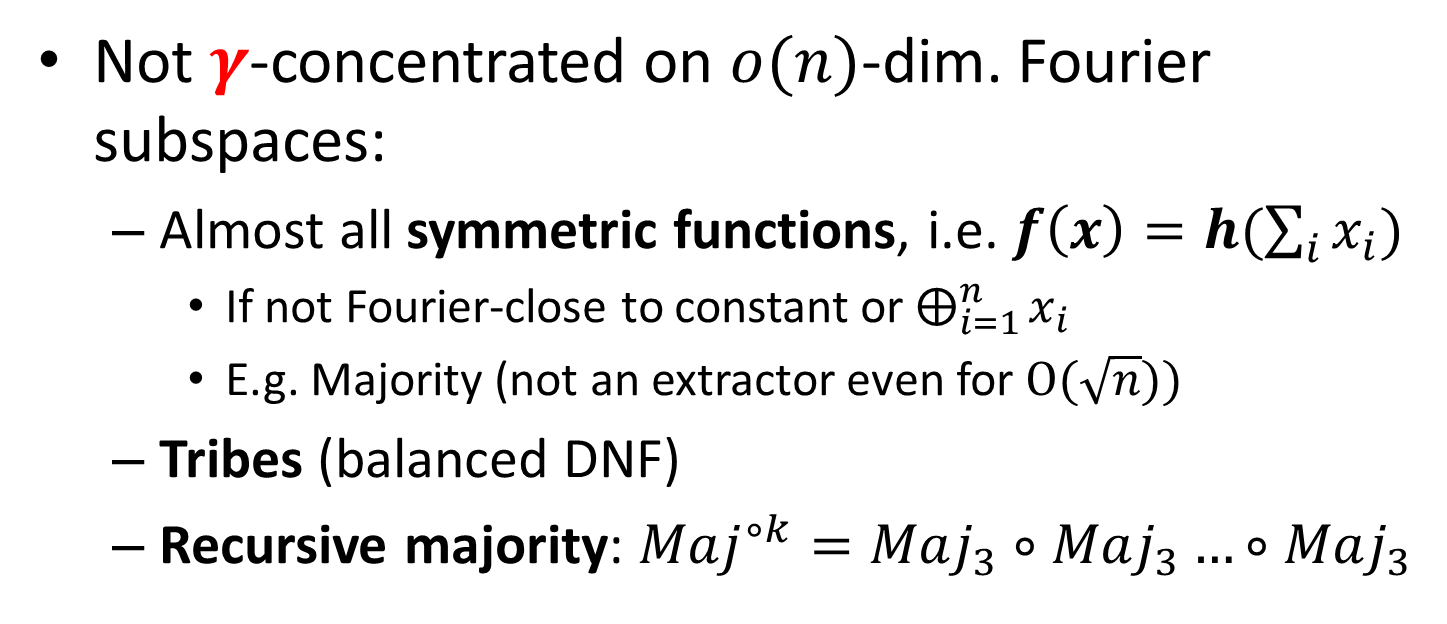 • Not γ-concentrated on o(n)-dim. Fourier
subspaces:
– Almost all symmetric functions, i.e. f(x) = h(∑ᵢ xᵢ)
• If not Fourier-close to constant or ⊕ⁿᵢ₌₁ xᵢ
• E.g. Majority (not an extractor even for O(√n))
– Tribes (balanced DNF)
– Recursive majority: Maj°ᵏ = Maj₃ ∘ Maj₃ … ∘ Maj₃